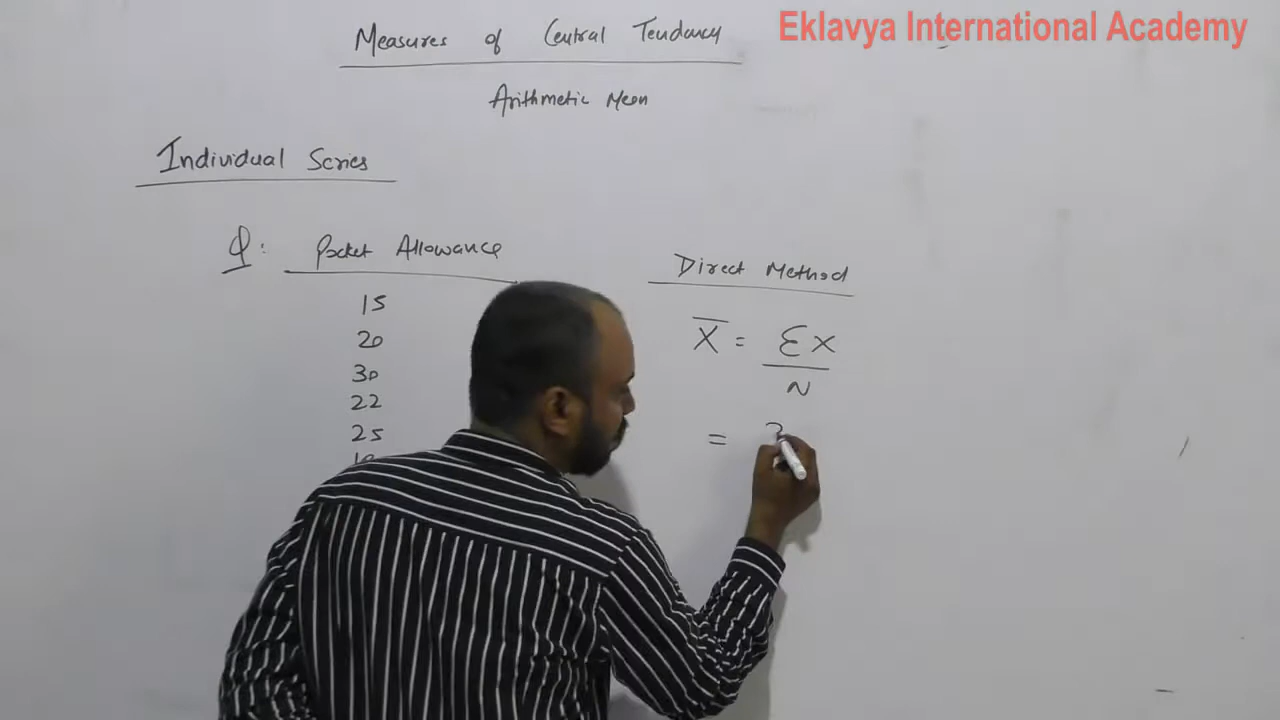 Eklavya International Academy
Measures of Central Tendancy
Arithmetic Mean
Individual Series
Q: Pocket Allowance
15
20
30
22
25
Direct Method
X̅ = Σx
N
=